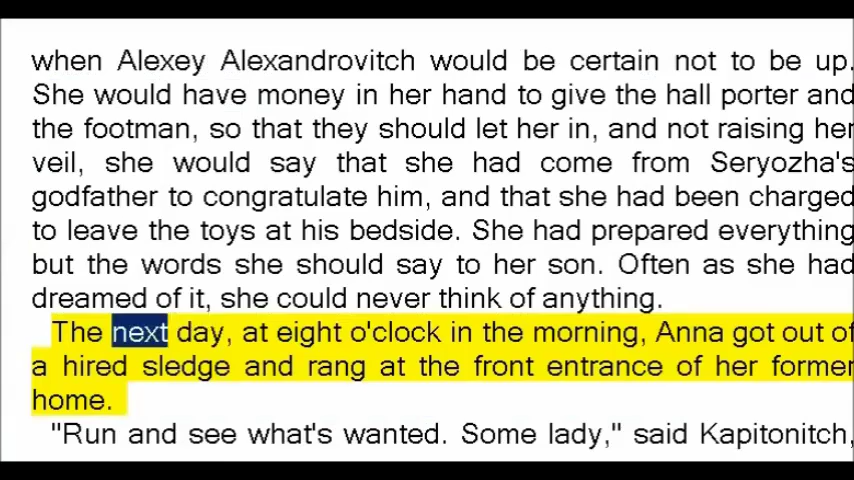 when Alexey Alexandrovitch would be certain not to be up.
She would have money in her hand to give the hall porter and
the footman, so that they should let her in, and not raising her
veil, she would say that she had come from Seryozha's
godfather to congratulate him, and that she had been charged
to leave the toys at his bedside. She had prepared everything
but the words she should say to her son. Often as she had
dreamed of it, she could never think of anything.
The next day, at eight o'clock in the morning, Anna got out of
a hired sledge and rang at the front entrance of her former
home.
"Run and see what's wanted. Some lady," said Kapitonitch,